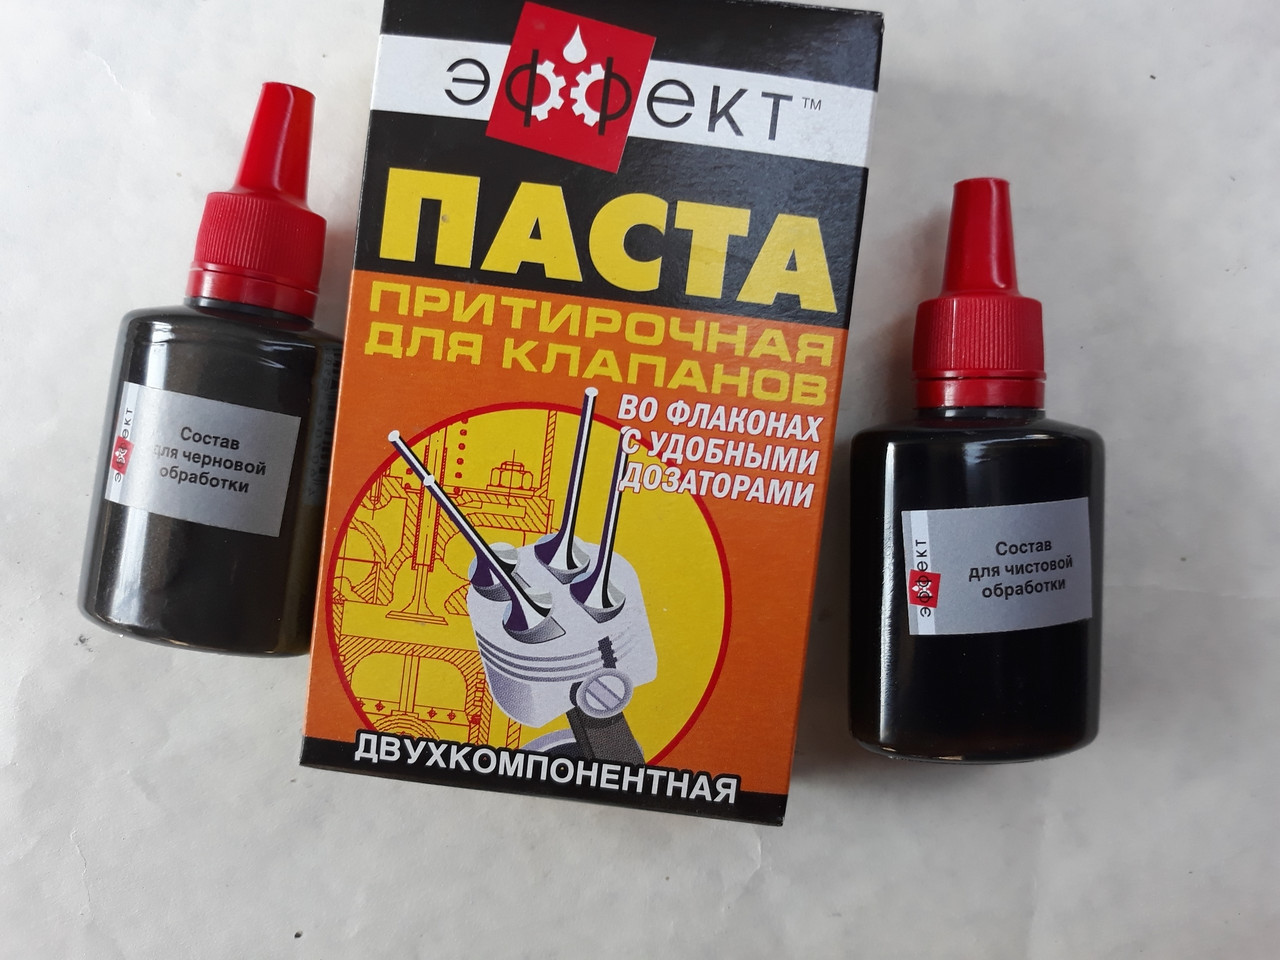 эффект™
ПАСТА
ПРИТИРОЧНАЯ
ДЛЯ КЛАПАНОВ
ВО ФЛАКОНАХ
С УДОБНЫМИ
ДОЗАТОРАМИ
ДВУХКОМПОНЕНТНАЯ
эффект
Состав
для черновой
обработки
эффект
Состав
для чистовой
обработки